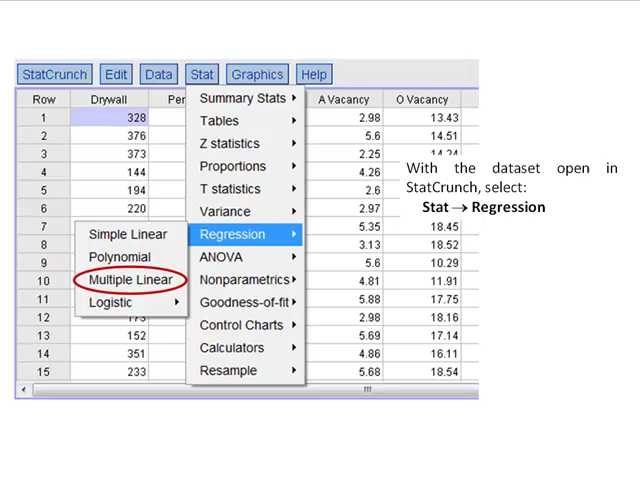 StatCrunch Edit Data Stat Graphics Help
Row Drywall Per A Vacancy O Vacancy
1 328 2.98 13.43
2 376 5.6 14.51
3 373 2.25 14.24
4 144 4.26
5 194 2.6
6 220 2.97
7 5.35 18.45
8 3.13 18.52
9 5.6 10.29
10 4.81 11.91
11 5.88 17.75
12 173 2.98 18.16
13 152 5.69 17.14
14 351 4.86 16.11
15 233 5.68 18.54
Summary Stats
Tables
Z statistics
Proportions
T statistics
Variance
Regression
ANOVA
Nonparametrics
Goodness-of-fit
Control Charts
Calculators
Resample
Simple Linear
Polynomial
Multiple Linear
Logistic
With the dataset open in
StatCrunch, select:
Stat → Regression